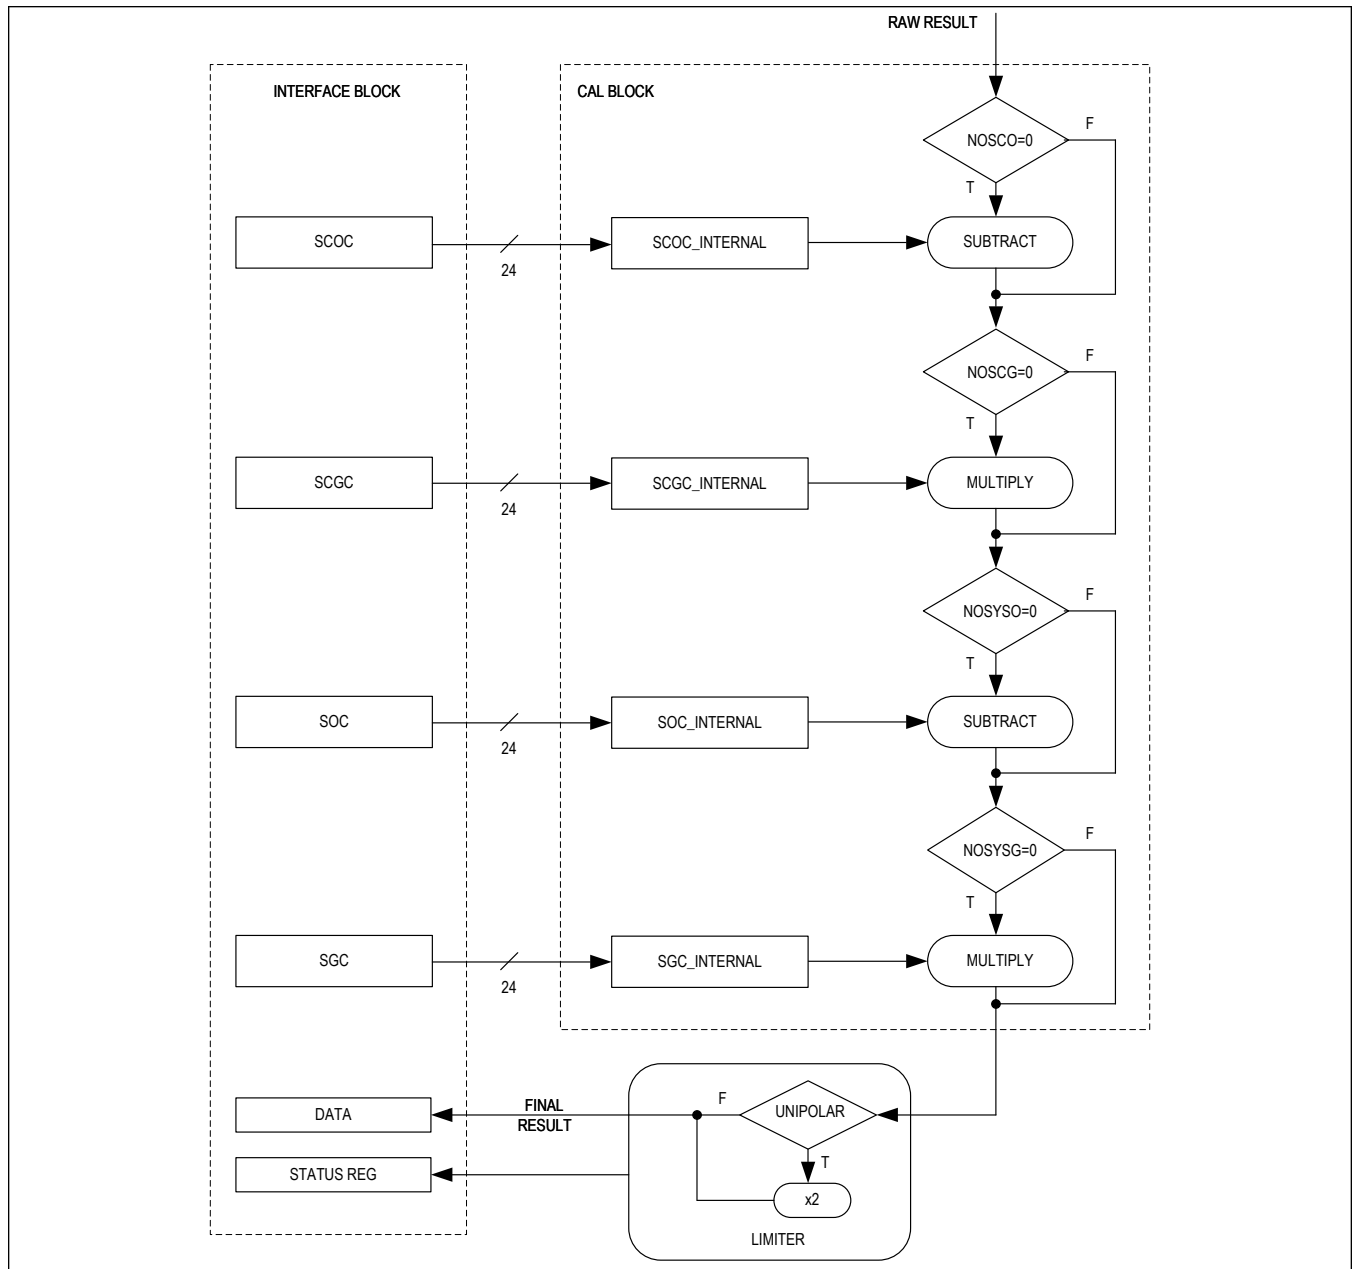 RAW RESULT
INTERFACE BLOCK
CAL BLOCK
NOSCO=0
F
T
SCOC
24
SCOC_INTERNAL
SUBTRACT
NOSCG=0
F
T
SCGC
24
SCGC_INTERNAL
MULTIPLY
NOSYSO=0
F
T
SOC
24
SOC_INTERNAL
SUBTRACT
NOSYSG=0
F
T
SGC
24
SGC_INTERNAL
MULTIPLY
DATA
FINAL
RESULT
F
UNIPOLAR
T
STATUS REG
x2
LIMITER